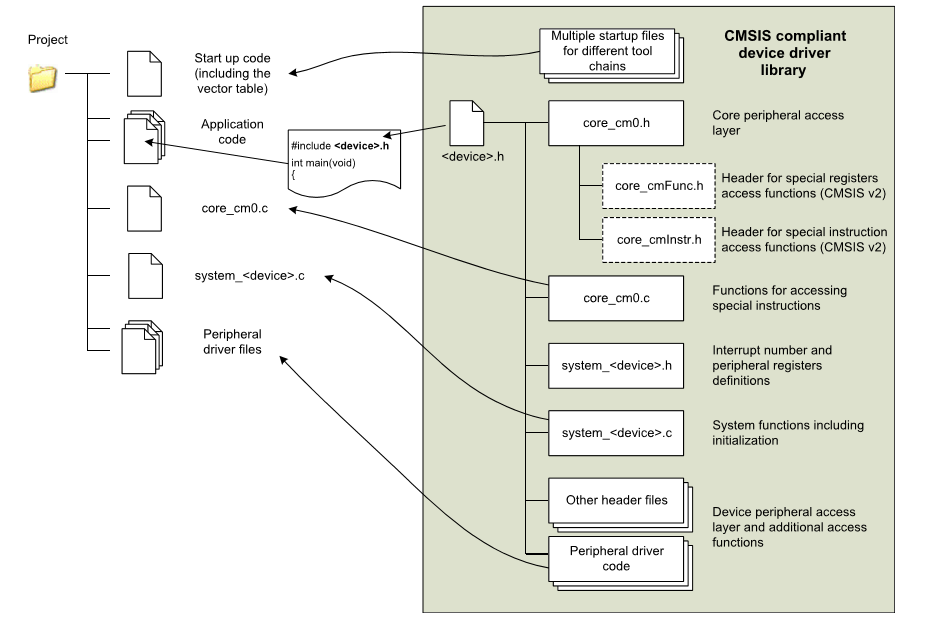 Project
Start up code
(including the
vector table)
Application
code
core_cm0.c
system_<device>.c
Peripheral
driver files
#include <device>.h
int main(void)
{
<device>.h
Multiple startup files
for different tool
chains
core_cm0.h
core_cmFunc.h
core_cmInstr.h
core_cm0.c
system_<device>.h
system_<device>.c
Other header files
Peripheral driver
code
CMSIS compliant
device driver
library
Core peripheral access
layer
Header for special registers
access functions (CMSIS v2)
Header for special instruction
access functions (CMSIS v2)
Functions for accessing
special instructions
Interrupt number and
peripheral registers
definitions
System functions including
initialization
Device peripheral access
layer and additional access
functions